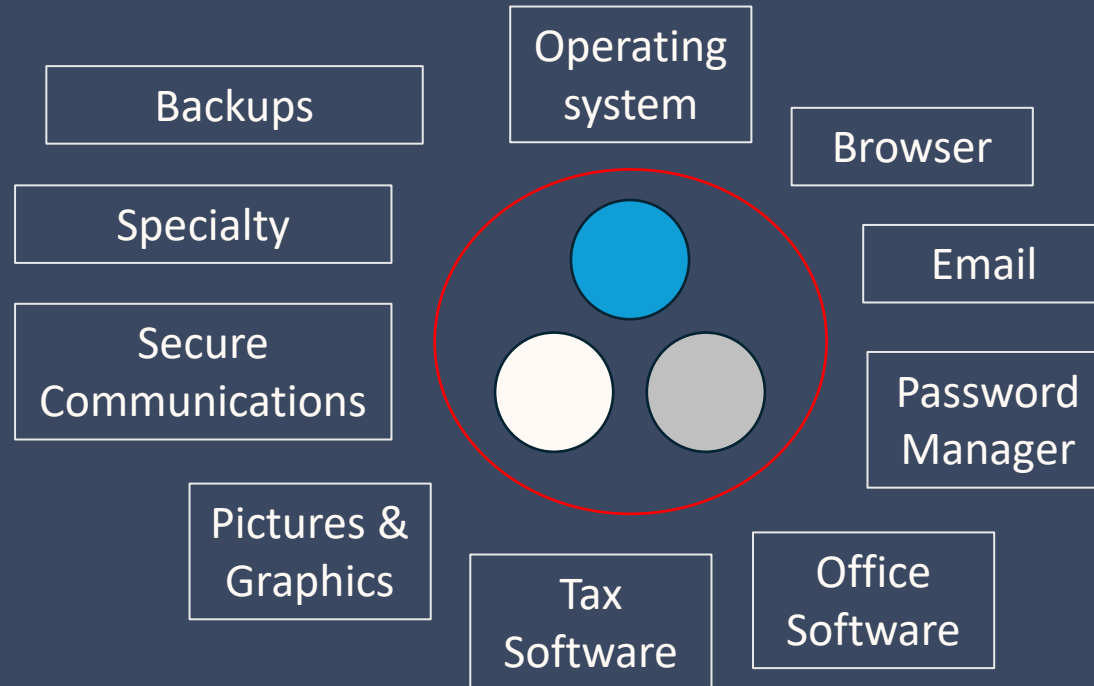 Operating
system
Backups
Browser
Specialty
Email
Secure
Communications
Password
Manager
Pictures &
Graphics
Office
Software
Tax
Software